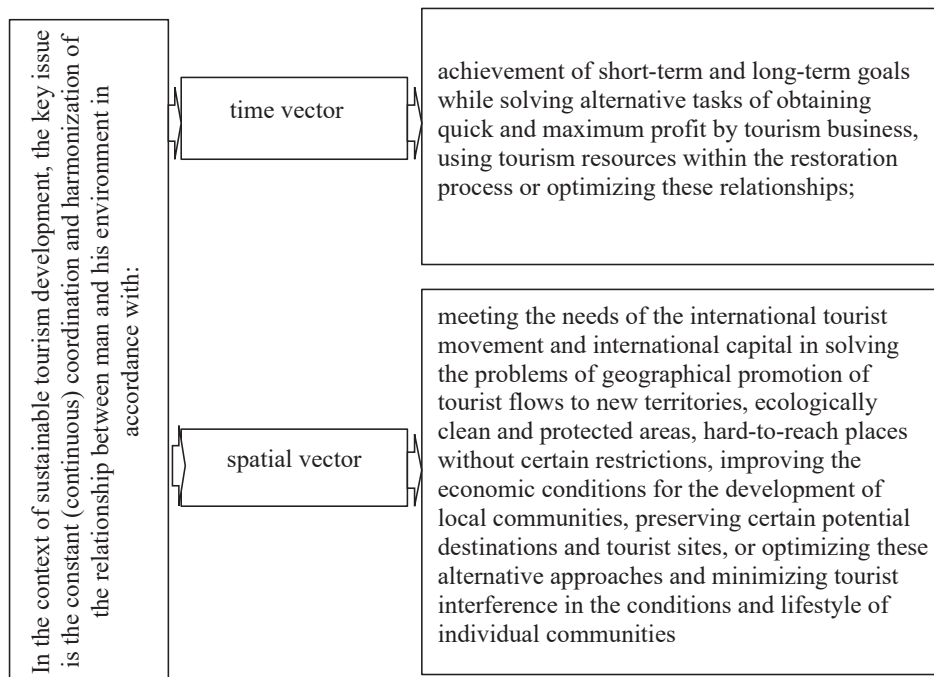 In the context of sustainable tourism development, the key issue
is the constant (continuous) coordination and harmonization of
the relationship between man and his environment in
accordance with:
time vector
achievement of short-term and long-term goals
while solving alternative tasks of obtaining
quick and maximum profit by tourism business,
using tourism resources within the restoration
process or optimizing these relationships;
spatial vector
meeting the needs of the international tourist
movement and international capital in solving
the problems of geographical promotion of
tourist flows to new territories, ecologically
clean and protected areas, hard-to-reach places
without certain restrictions, improving the
economic conditions for the development of
local communities, preserving certain potential
destinations and tourist sites, or optimizing these
alternative approaches and minimizing tourist
interference in the conditions and lifestyle of
individual communities